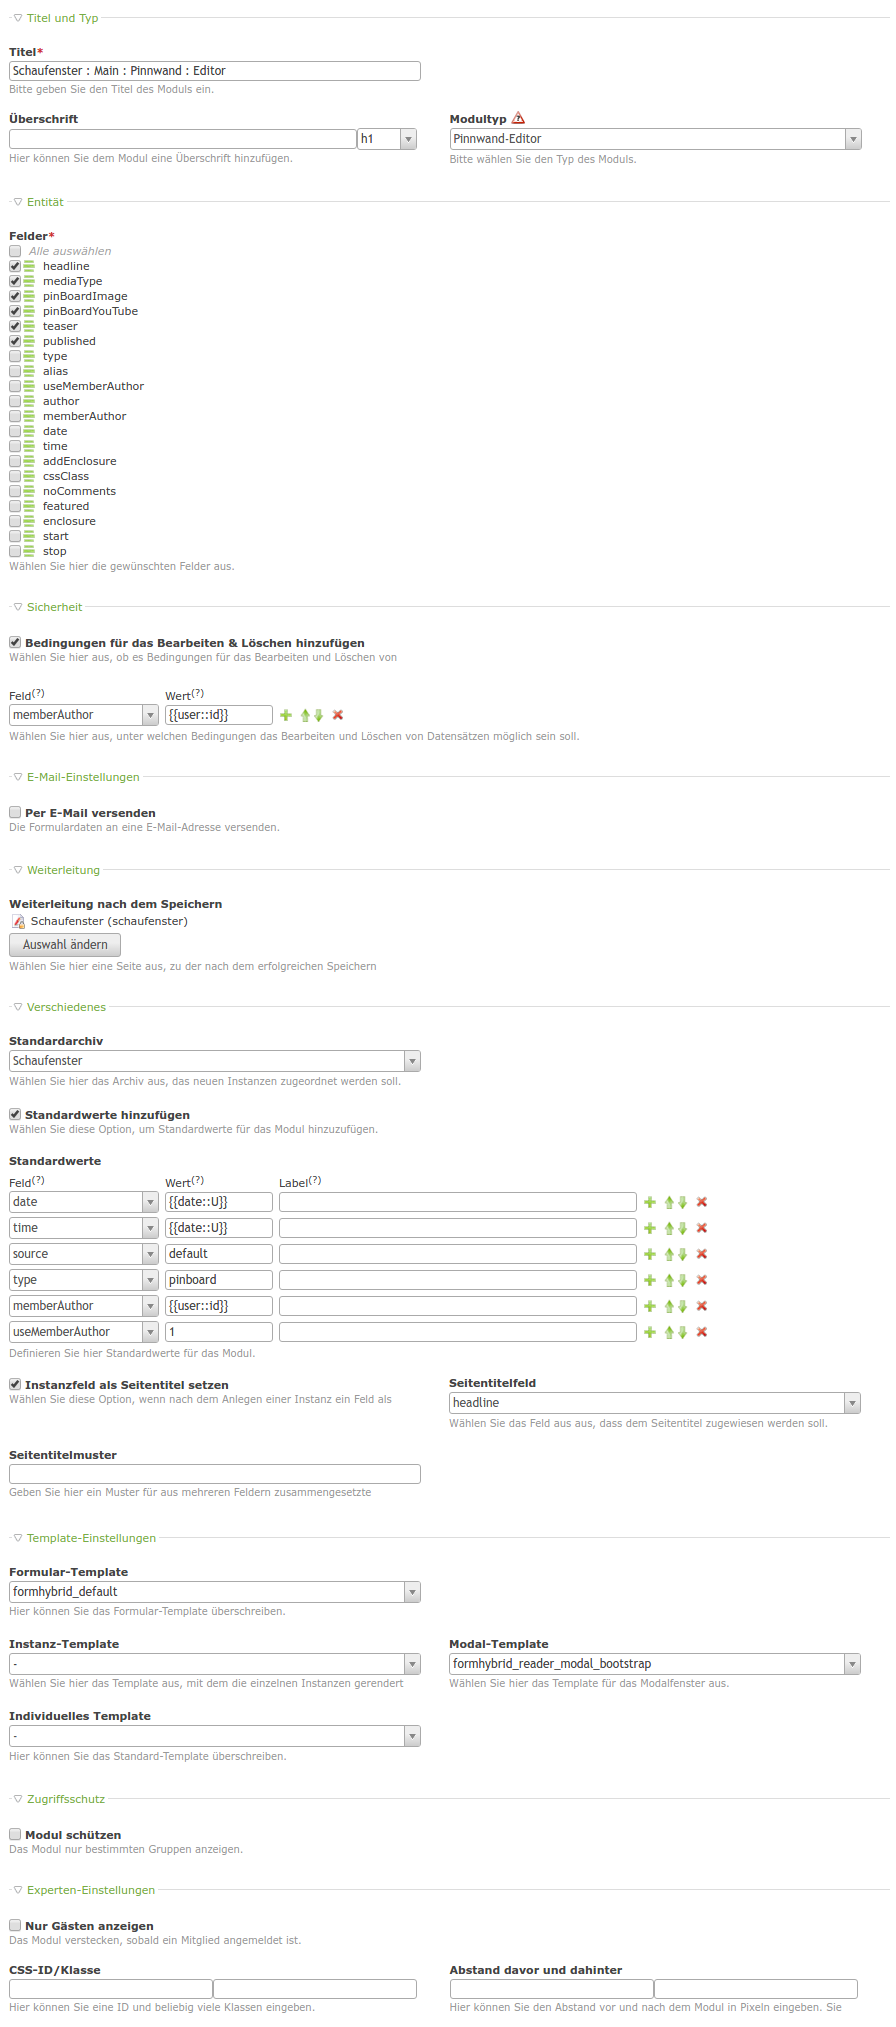 Titel und Typ
Titel*
Schaufenster : Main : Pinnwand : Editor
Bitte geben Sie den Titel des Moduls ein.
Überschrift
h1
Hier können Sie dem Modul eine Überschrift hinzufügen.
Modultyp
Pinnwand-Editor
Bitte wählen Sie den Typ des Moduls.
Entität
Felder*
Alle auswählen
headline
mediaType
pinBoardImage
pinBoardYouTube
teaser
published
type
alias
useMemberAuthor
author
memberAuthor
date
time
addEnclosure
cssClass
noComments
featured
enclosure
start
stop
Wählen Sie hier die gewünschten Felder aus.
Sicherheit
Bedingungen für das Bearbeiten & Löschen hinzufügen
Wählen Sie hier aus, ob es Bedingungen für das Bearbeiten und Löschen von
Feld(?) Wert(?)
memberAuthor {{user::id}}
Wählen Sie hier aus, unter welchen Bedingungen das Bearbeiten und Löschen von Datensätzen möglich sein soll.
E-Mail-Einstellungen
Per E-Mail versenden
Die Formulardaten an eine E-Mail-Adresse versenden.
Weiterleitung
Weiterleitung nach dem Speichern
Schaufenster (schaufenster)
Auswahl ändern
Wählen Sie hier eine Seite aus, zu der nach dem erfolgreichen Speichern
Verschiedenes
Standardarchiv
Schaufenster
Wählen Sie hier das Archiv aus, das neuen Instanzen zugeordnet werden soll.
Standardwerte hinzufügen
Wählen Sie diese Option, um Standardwerte für das Modul hinzuzufügen.
Standardwerte
Feld(?) Wert(?) Label(?)
date {{date::U}}
time {{date::U}}
source default
type pinboard
memberAuthor {{user::id}}
useMemberAuthor 1
Definieren Sie hier Standardwerte für das Modul.
Instanzfeld als Seitentitel setzen
Wählen Sie diese Option, wenn nach dem Anlegen einer Instanz ein Feld als
Seitentitelfeld
headline
Wählen Sie das Feld aus aus, dass dem Seitentitel zugewiesen werden soll.
Seitentitelmuster
Geben Sie hier ein Muster für aus mehreren Feldern zusammengesetzte
Template-Einstellungen
Formular-Template
formhybrid_default
Hier können Sie das Formular-Template überschreiben.
Instanz-Template
-
Wählen Sie hier das Template aus, mit dem die einzelnen Instanzen gerendert
Modal-Template
formhybrid_reader_modal_bootstrap
Wählen Sie hier das Template für das Modalfenster aus.
Individuelles Template
-
Hier können Sie das Standard-Template überschreiben.
Zugriffsschutz
Modul schützen
Das Modul nur bestimmten Gruppen anzeigen.
Experten-Einstellungen
Nur Gästen anzeigen
Das Modul verstecken, sobald ein Mitglied angemeldet ist.
CSS-ID/Klasse
Hier können Sie eine ID und beliebig viele Klassen eingeben.
Abstand davor und dahinter
Hier können Sie den Abstand vor und nach dem Modul in Pixeln eingeben. Sie